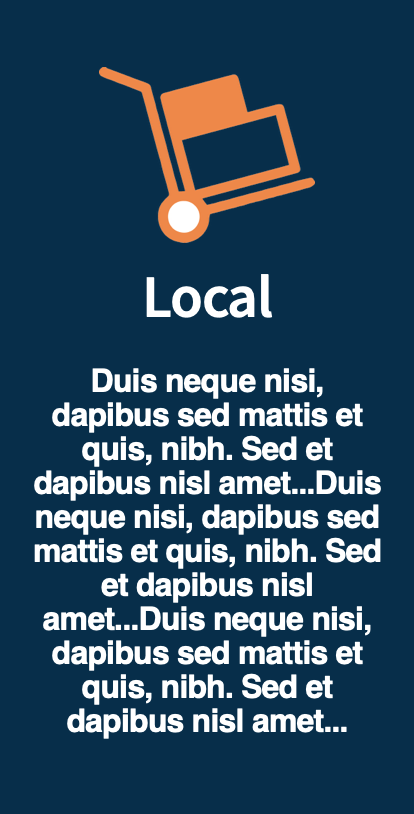 Local
Duis neque nisi,
dapibus sed mattis et
quis, nibh. Sed et
dapibus nisl amet...Duis
neque nisi, dapibus sed
mattis et quis, nibh. Sed
et dapibus nisl
amet...Duis neque nisi,
dapibus sed mattis et
quis, nibh. Sed et
dapibus nisl amet...